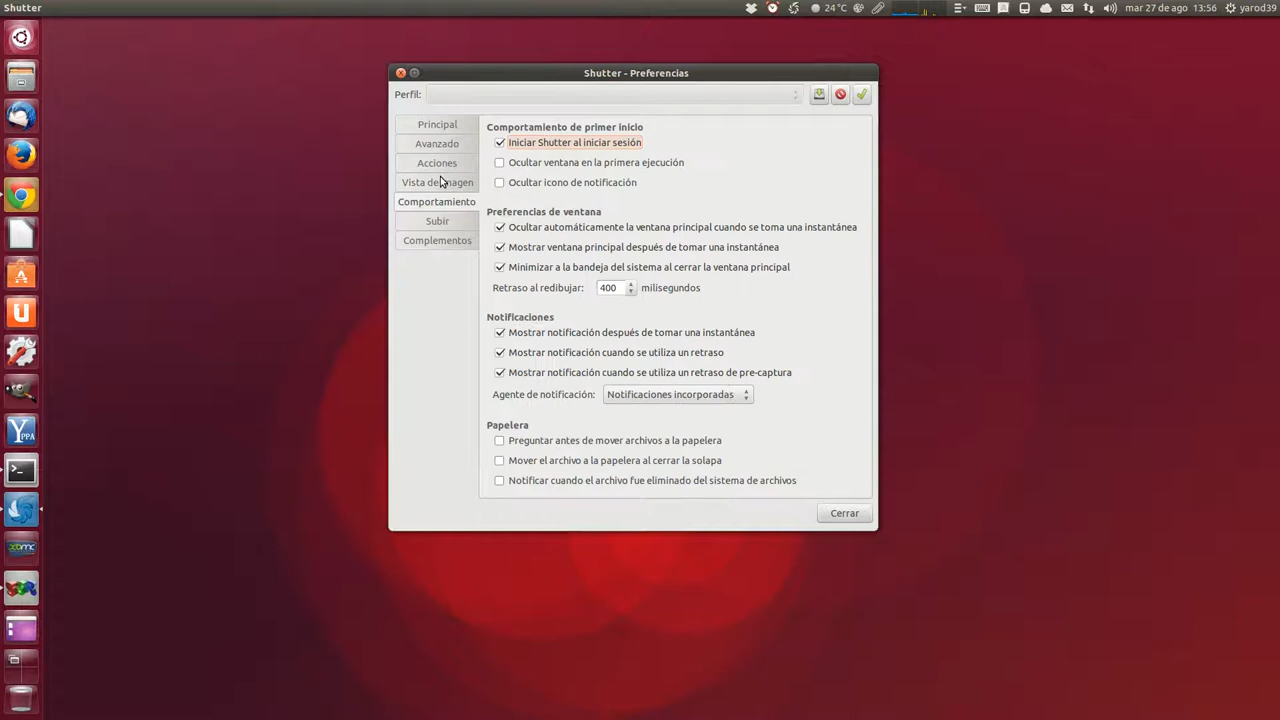 Shutter
24°C
mar 27 de ago
13:56
yarod39
Shutter - Preferencias
Perfil:
Principal
Avanzado
Acciones
Vista de imagen
Comportamiento
Subir
Complementos
Comportamiento de primer inicio
Iniciar Shutter al iniciar sesión
Ocultar ventana en la primera ejecución
Ocultar icono de notificación
Preferencias de ventana
Ocultar automáticamente la ventana principal cuando se toma una instantánea
Mostrar ventana principal después de tomar una instantánea
Minimizar a la bandeja del sistema al cerrar la ventana principal
Retraso al redibujar: 400 milisegundos
Notificaciones
Mostrar notificación después de tomar una instantánea
Mostrar notificación cuando se utiliza un retraso
Mostrar notificación cuando se utiliza un retraso de pre-captura
Agente de notificación: Notificaciones incorporadas
Papelera
Preguntar antes de mover archivos a la papelera
Mover el archivo a la papelera al cerrar la solapa
Notificar cuando el archivo fue eliminado del sistema de archivos
Cerrar
YPPA